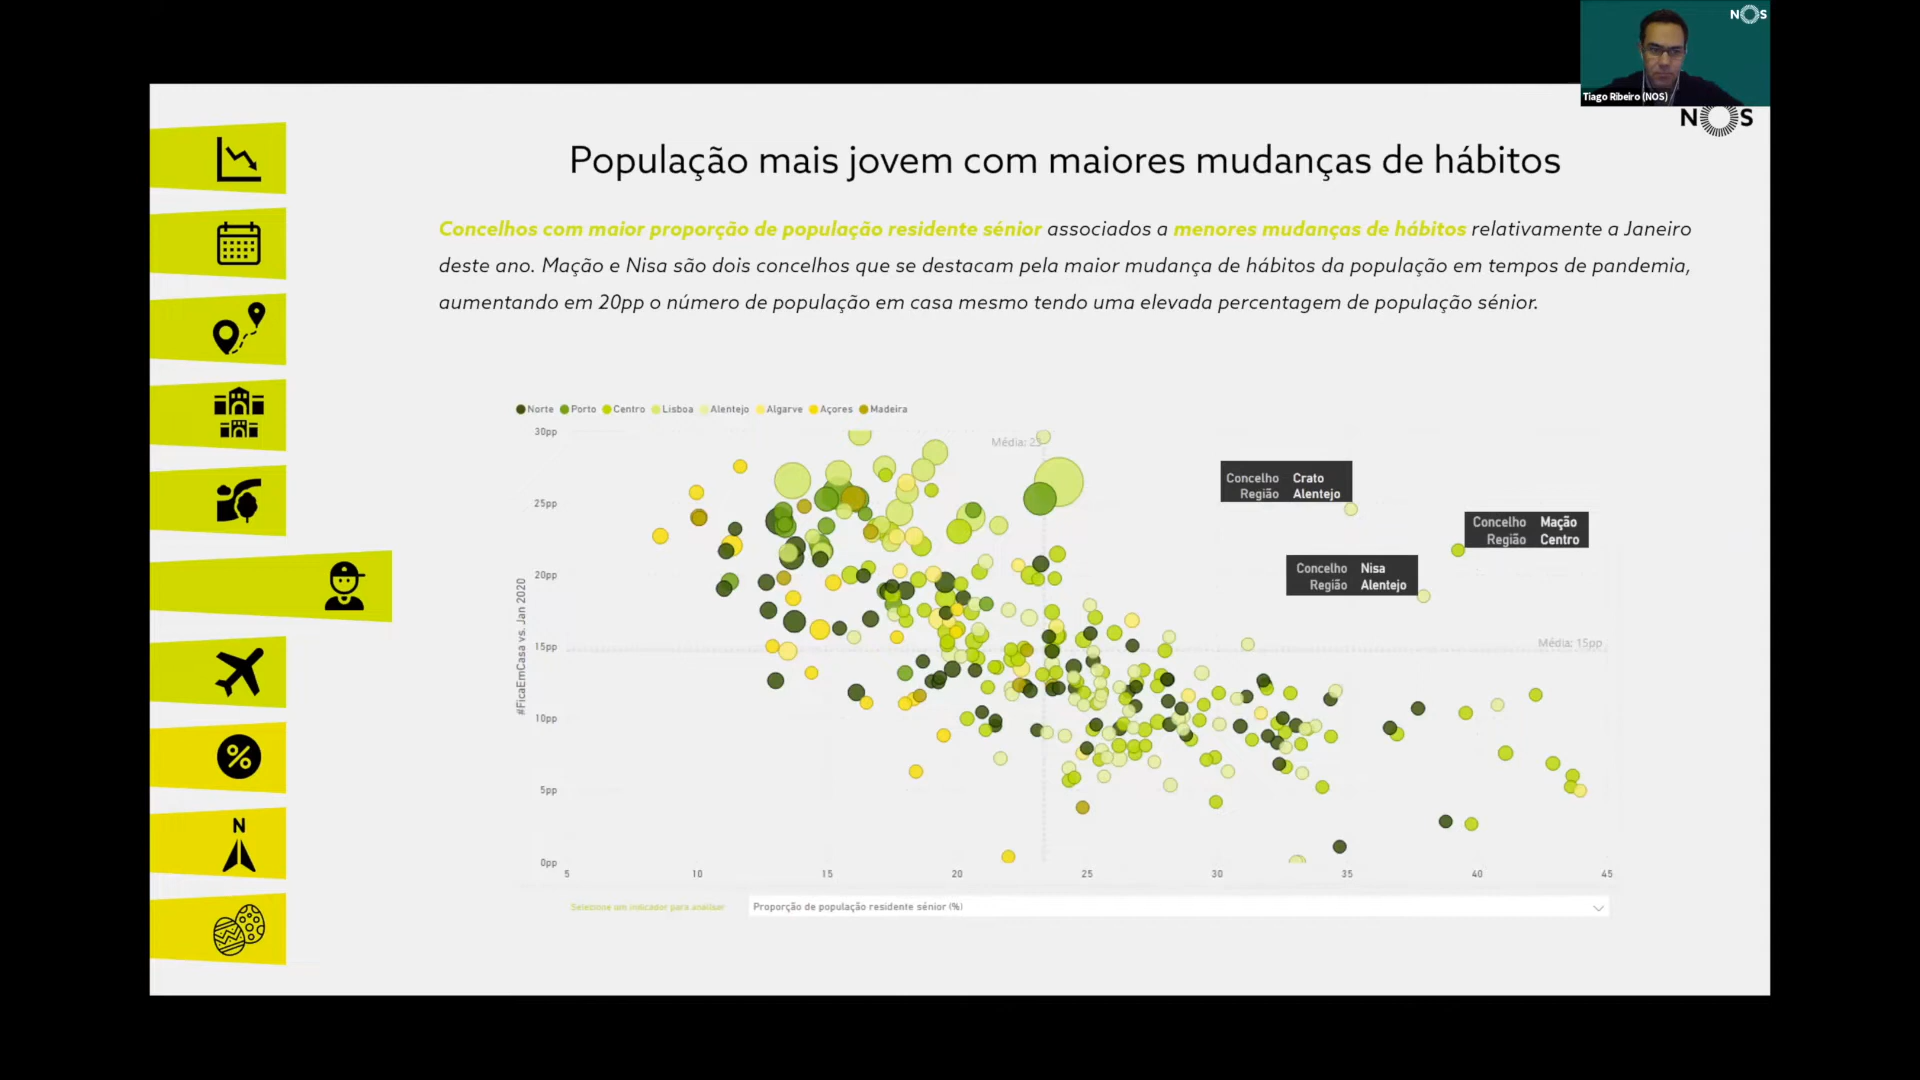 NOS
Tiago Ribeiro (NOS)
NOS
População mais jovem com maiores mudanças de hábitos
Concelhos com maior proporção de população residente sénior associados a menores mudanças de hábitos relativamente a Janeiro
deste ano. Mação e Nisa são dois concelhos que se destacam pela maior mudança de hábitos da população em tempos de pandemia,
aumentando em 20pp o número de população em casa mesmo tendo uma elevada percentagem de população sénior.
Norte Porto Centro Lisboa Alentejo Algarve Açores Madeira
30pp
Média: 23
Concelho Crato
Região Alentejo
25pp
Concelho Mação
Região Centro
Concelho Nisa
Região Alentejo
20pp
#FicaEmCasa vs. Jan 2020
Média: 15pp
15pp
10pp
%
5pp
N
0pp
5 10 15 20 25 30 35 40 45
Selecione um indicador para analisar
Proporção de população residente sénior (%)